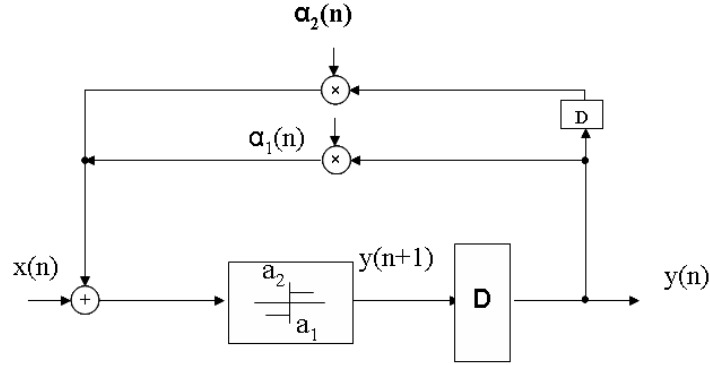 α₂(n)
×
D
α₁(n)
×
x(n)
+
a₂
a₁
y(n+1)
D
y(n)